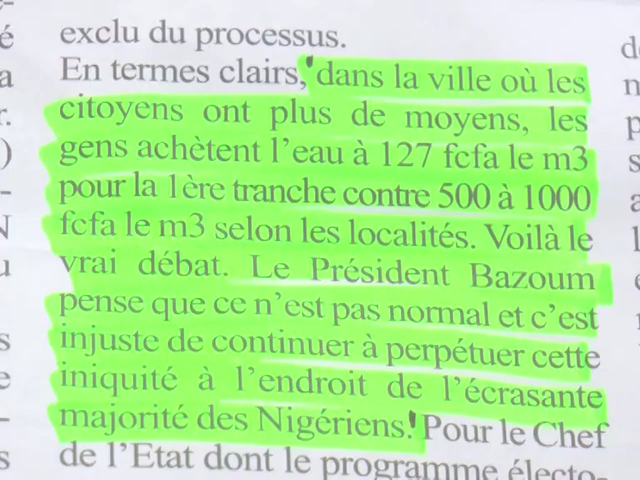 exclu du processus.
En termes clairs, dans la ville où les
citoyens ont plus de moyens, les
gens achètent l'eau à 127 fcfa le m3
pour la 1ère tranche contre 500 à 1000
fcfa le m3 selon les localités. Voilà le
vrai débat. Le Président Bazoum
pense que ce n'est pas normal et c'est
injuste de continuer à perpétuer cette
iniquité à l'endroit de l'écrasante
majorité des Nigériens. Pour le Chef
de l'Etat dont le programme électo-